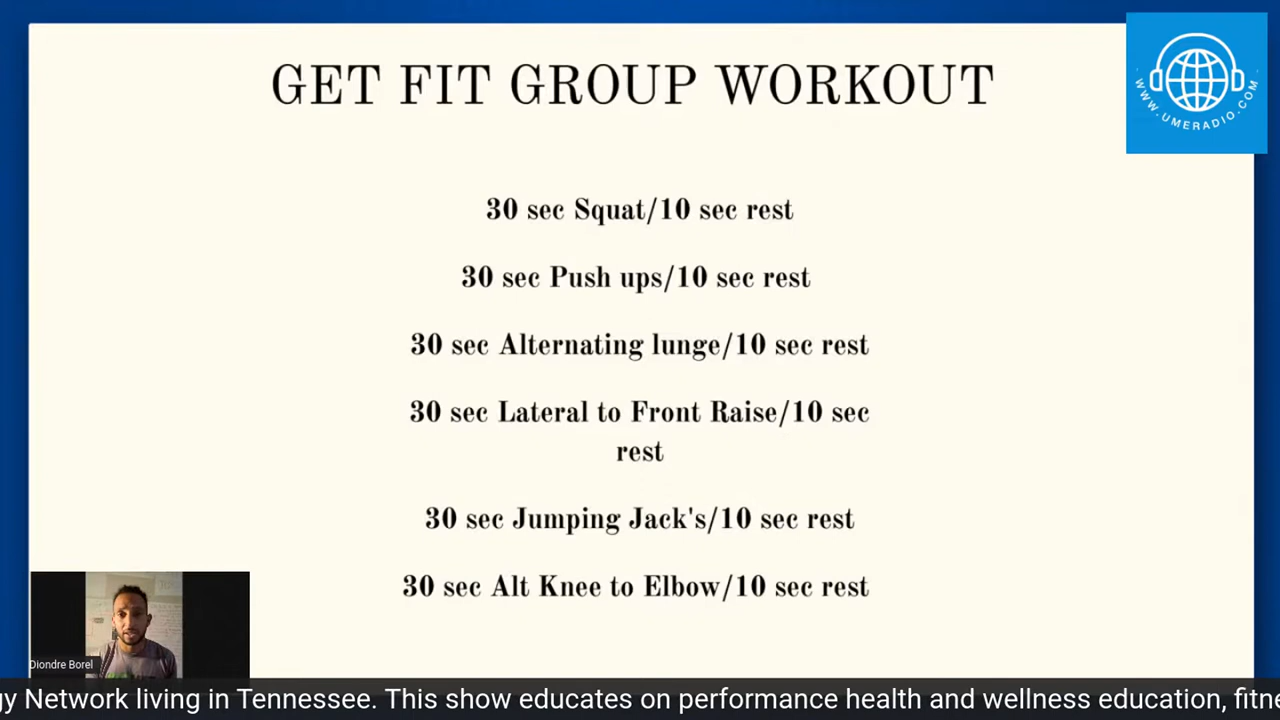 GET FIT GROUP WORKOUT
WWW.UMERADIO.COM
30 sec Squat/10 sec rest
30 sec Push ups/10 sec rest
30 sec Alternating lunge/10 sec rest
30 sec Lateral to Front Raise/10 sec
rest
30 sec Jumping Jack's/10 sec rest
30 sec Alt Knee to Elbow/10 sec rest
Diondre Borel
gy Network living in Tennessee. This show educates on performance health and wellness education, fitne